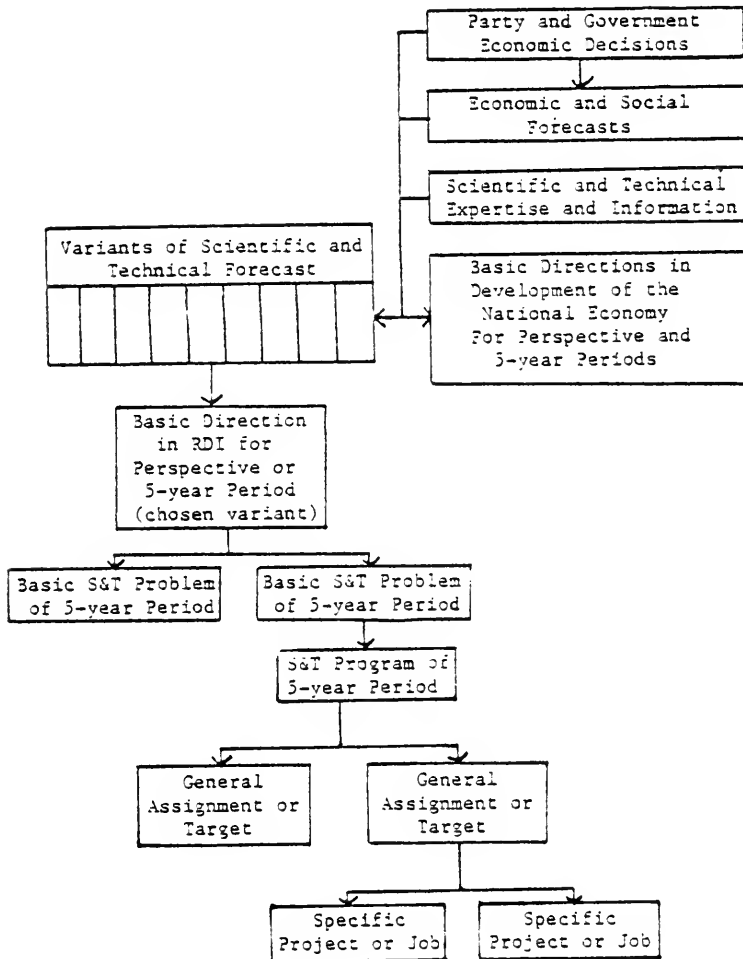 Party and Government
Economic Decisions
Economic and Social
Forecasts
Scientific and Technical
Expertise and Information
Variants of Scientific and
Technical Forecast
Basic Directions in
Development of the
National Economy
For Perspective and
5-year Periods
Basic Direction
in RDI for
Perspective or
5-year Period
(chosen variant)
Basic S&T Problem
of 5-year Period
Basic S&T Problem
of 5-year Period
S&T Program of
5-year Period
General
Assignment or
Target
General
Assignment or
Target
Specific
Project or Job
Specific
Project or Job